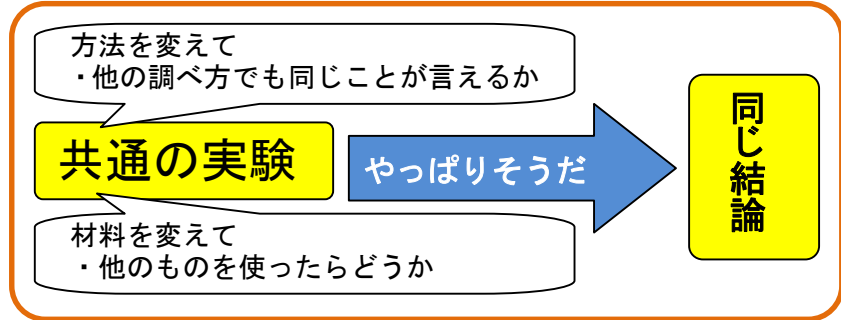 方法を変えて
・他の調べ方でも同じことが言えるか
共通の実験
やっぱりそうだ
同じ結論
材料を変えて
・他のものを使ったらどうか